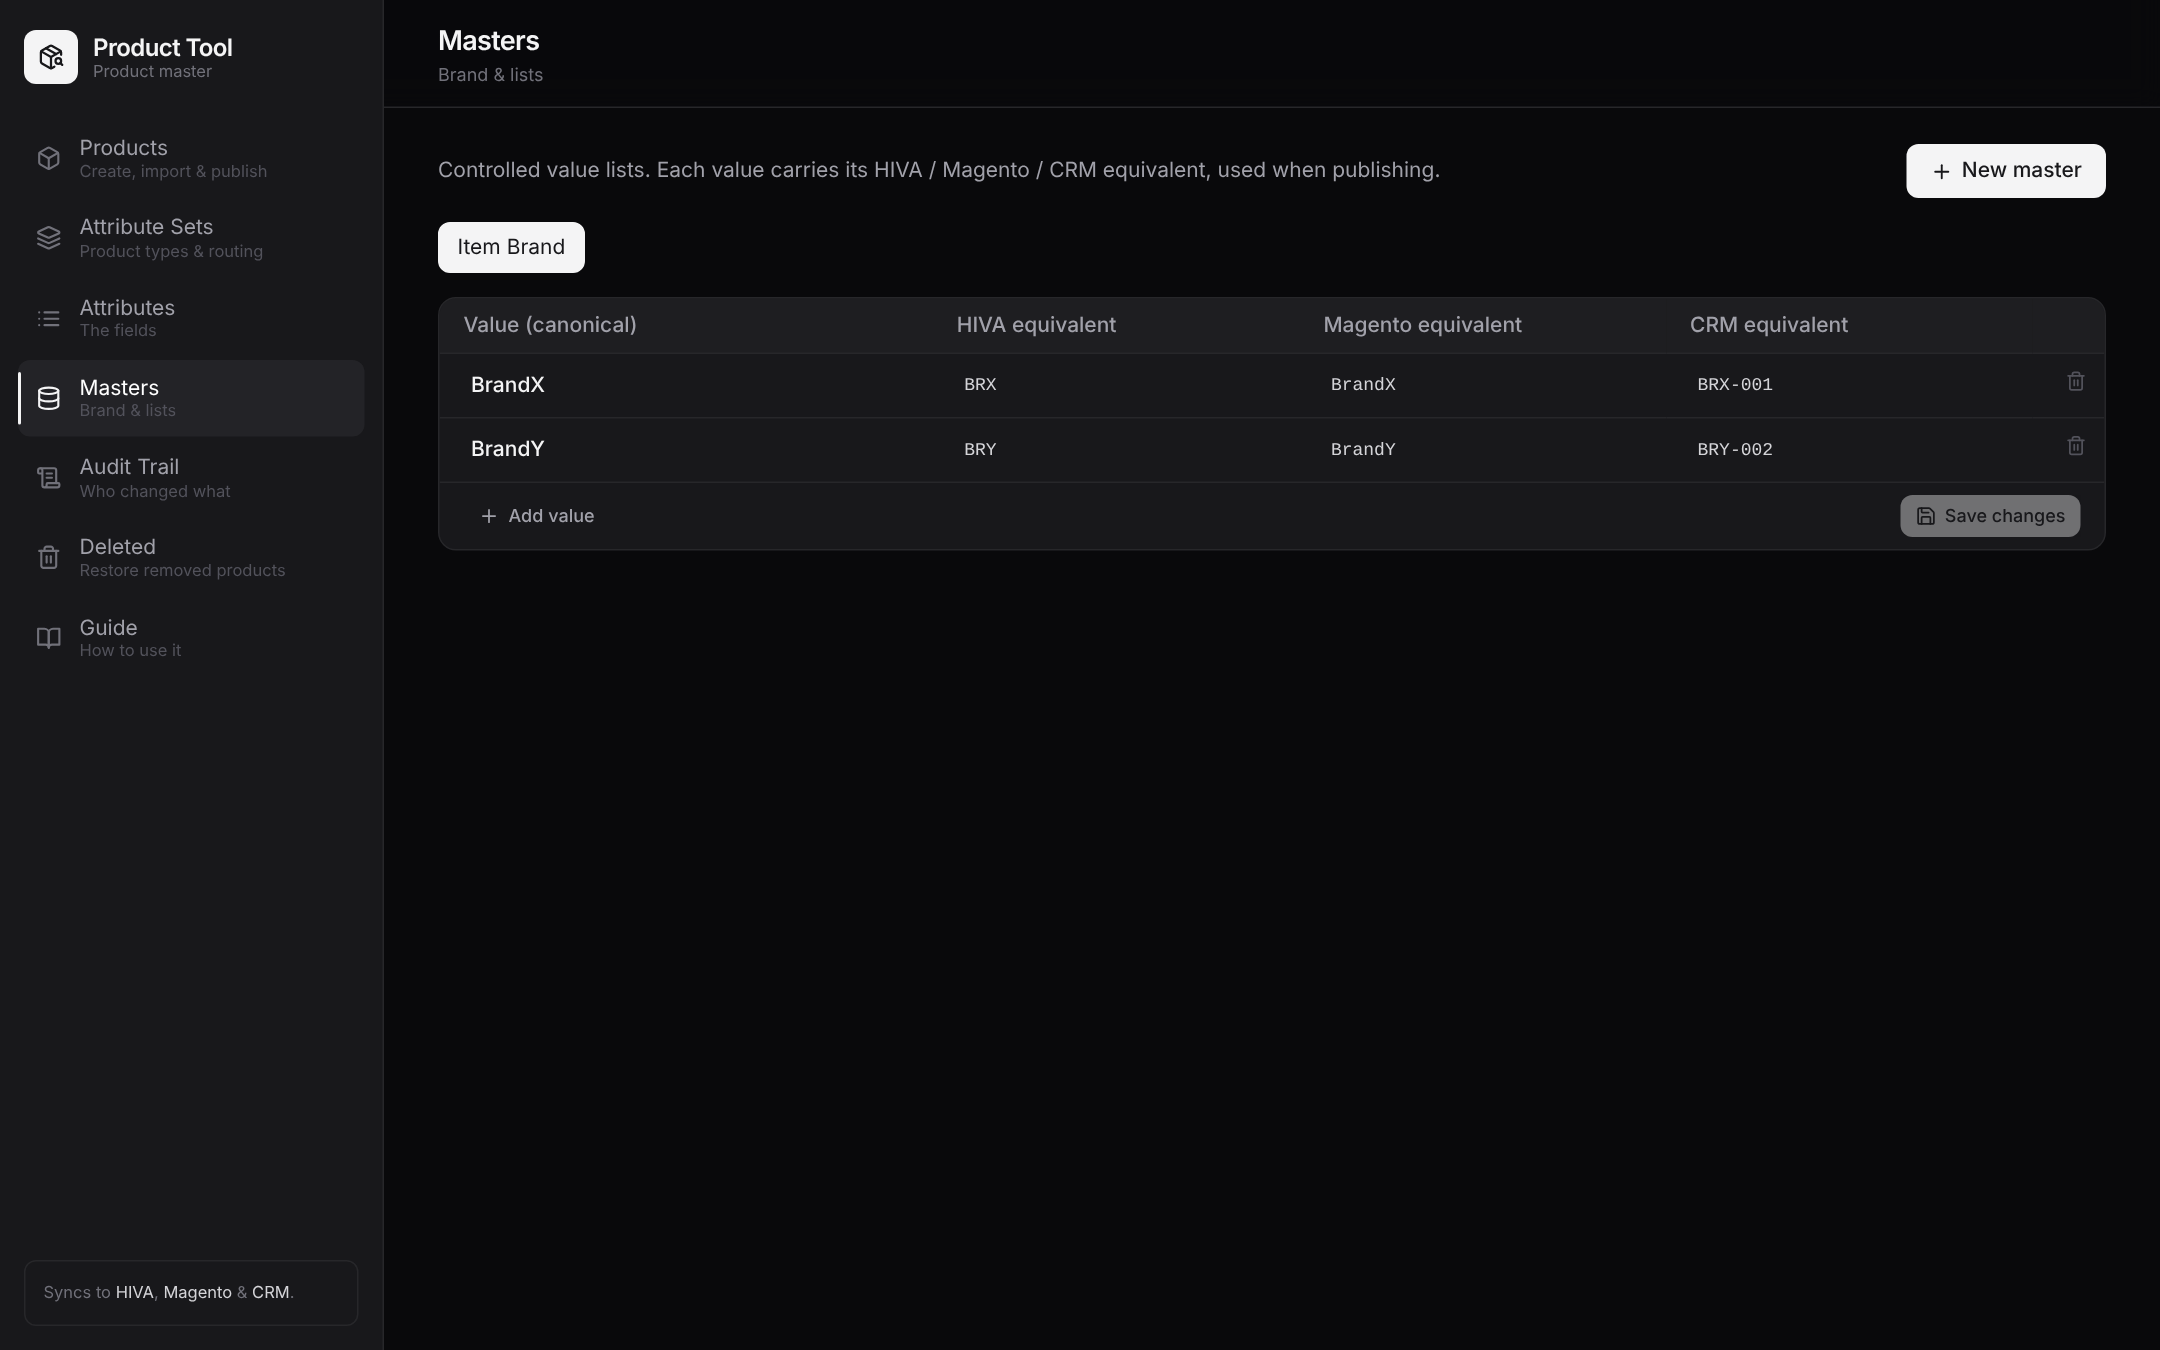 Product Tool
Product master
Products
Create, import & publish
Attribute Sets
Product types & routing
Attributes
The fields
Masters
Brand & lists
Audit Trail
Who changed what
Deleted
Restore removed products
Guide
How to use it
Syncs to HIVA, Magento & CRM.
Masters
Brand & lists
Controlled value lists. Each value carries its HIVA / Magento / CRM equivalent, used when publishing.
New master
Item Brand
Value (canonical) HIVA equivalent Magento equivalent CRM equivalent
BrandX BRX BrandX BRX-001
BrandY BRY BrandY BRY-002
Add value Save changes